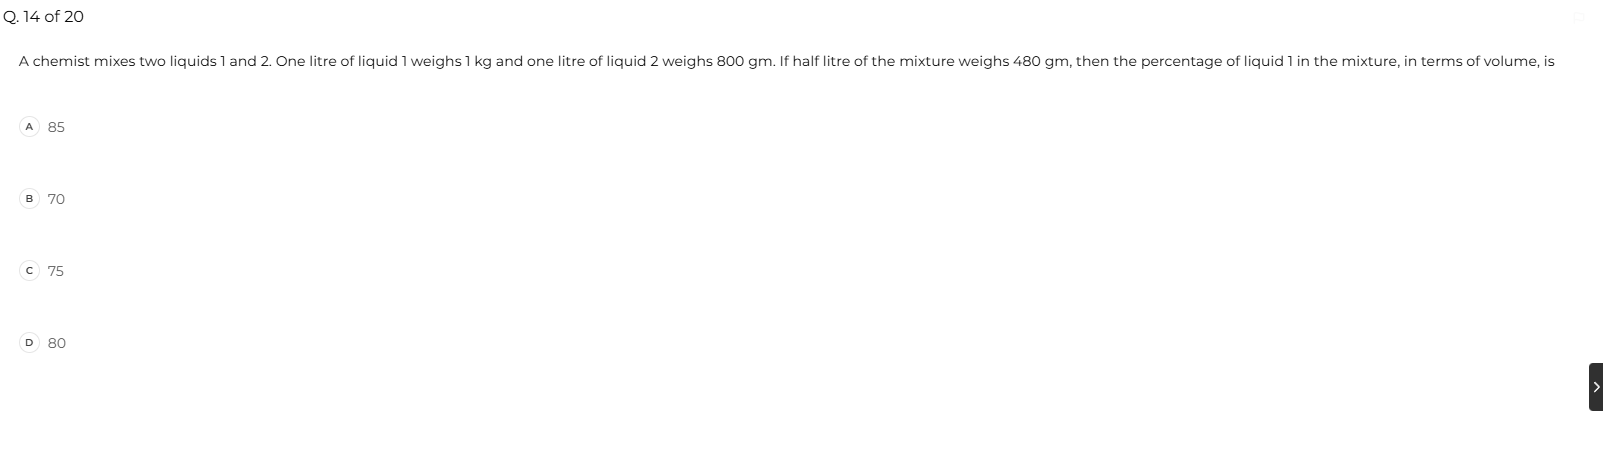 Q. 14 of 20
A chemist mixes two liquids 1 and 2. One litre of liquid 1 weighs 1 kg and one litre of liquid 2 weighs 800 gm. If half litre of the mixture weighs 480 gm, then the percentage of liquid 1 in the mixture, in terms of volume, is
A 85
B 70
C 75
D 80